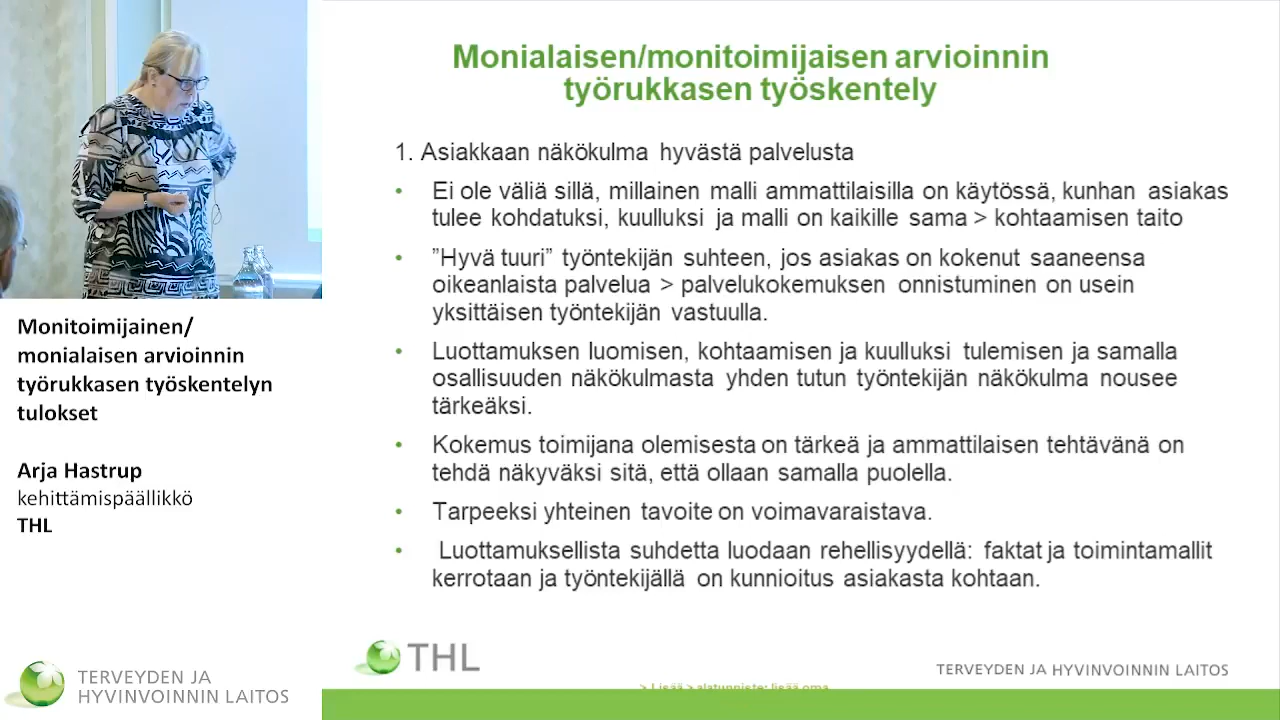 Monialaisen/monitoimijaisen arvioinnin
työrukkasen työskentely
1. Asiakkaan näkökulma hyvästä palvelusta
• Ei ole väliä sillä, millainen malli ammattilaisilla on käytössä, kunhan asiakas
tulee kohdatuksi, kuulluksi ja malli on kaikille sama > kohtaamisen taito
• ”Hyvä tuuri” työntekijän suhteen, jos asiakas on kokenut saaneensa
oikeanlaista palvelua > palvelukokemuksen onnistuminen on usein
yksittäisen työntekijän vastuulla.
• Luottamuksen luomisen, kohtaamisen ja kuulluksi tulemisen ja samalla
osallisuuden näkökulmasta yhden tutun työntekijän näkökulma nousee
tärkeäksi.
• Kokemus toimijana olemisesta on tärkeä ja ammattilaisen tehtävänä on
tehdä näkyväksi sitä, että ollaan samalla puolella.
• Tarpeeksi yhteinen tavoite on voimavaraistava.
• Luottamuksellista suhdetta luodaan rehellisyydellä: faktat ja toimintamallit
kerrotaan ja työntekijällä on kunnioitus asiakasta kohtaan.
THL
TERVEYDEN JA HYVINVOINNIN LAITOS
> Lisää > alatunniste: lisää oma
Monitoimijainen/
monialaisen arvioinnin
työrukkasen työskentelyn
tulokset
Arja Hastrup
kehittämispäällikkö
THL
TERVEYDEN JA
HYVINVOINNIN LAITOS